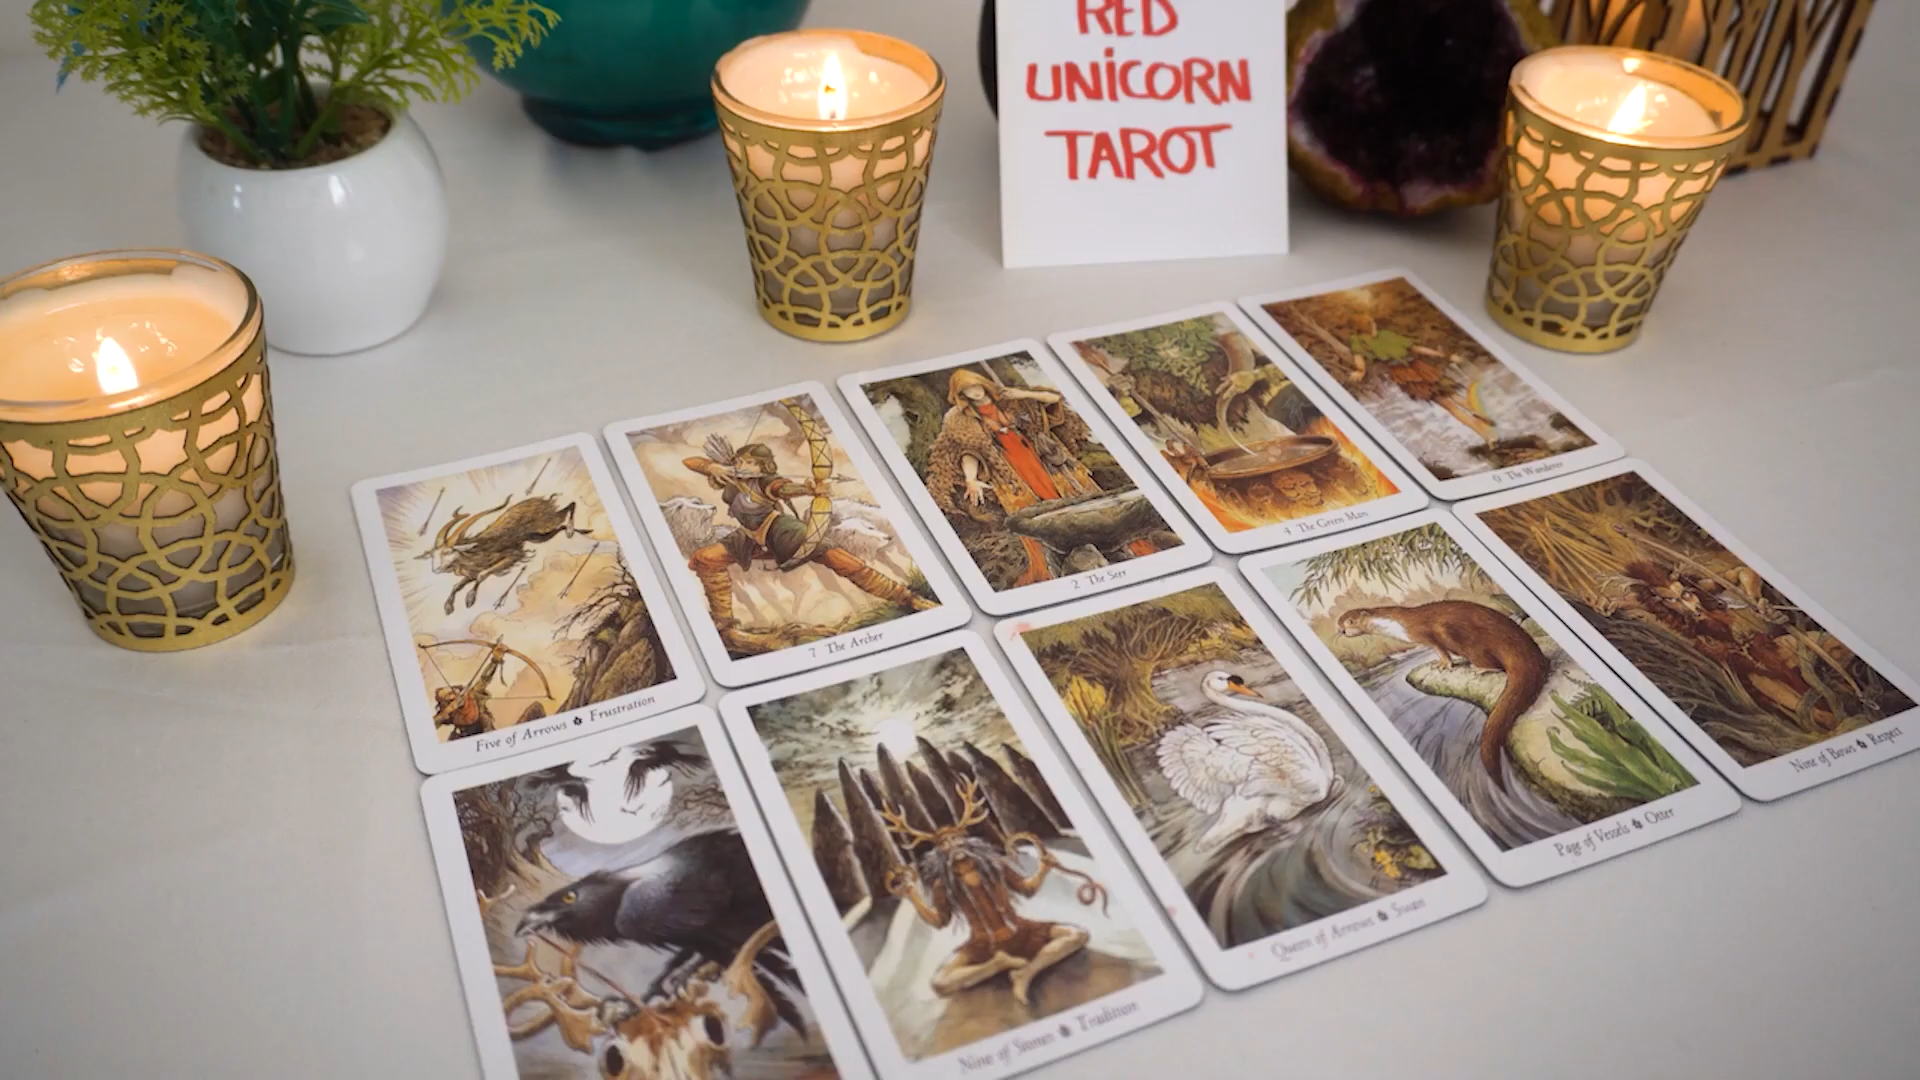 RED
UNICORN
TAROT
0 The Wanderer
4 The Green Man
2 The Seer
7 The Archer
Five of Arrows Frustration
Nine of Bows Respect
Page of Vessels Otter
Queen of Arrows Swan
Nine of Stones Tradition